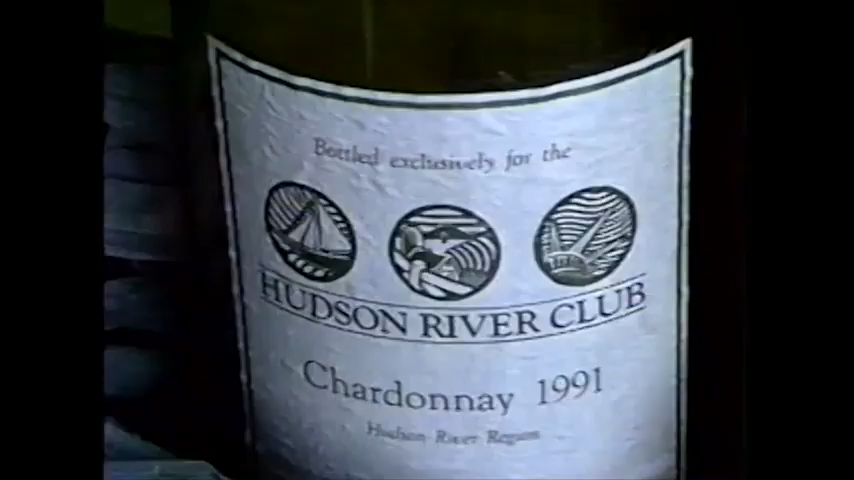 Bottled exclusively for the
HUDSON RIVER CLUB
Chardonnay 1991
Hudson River Region